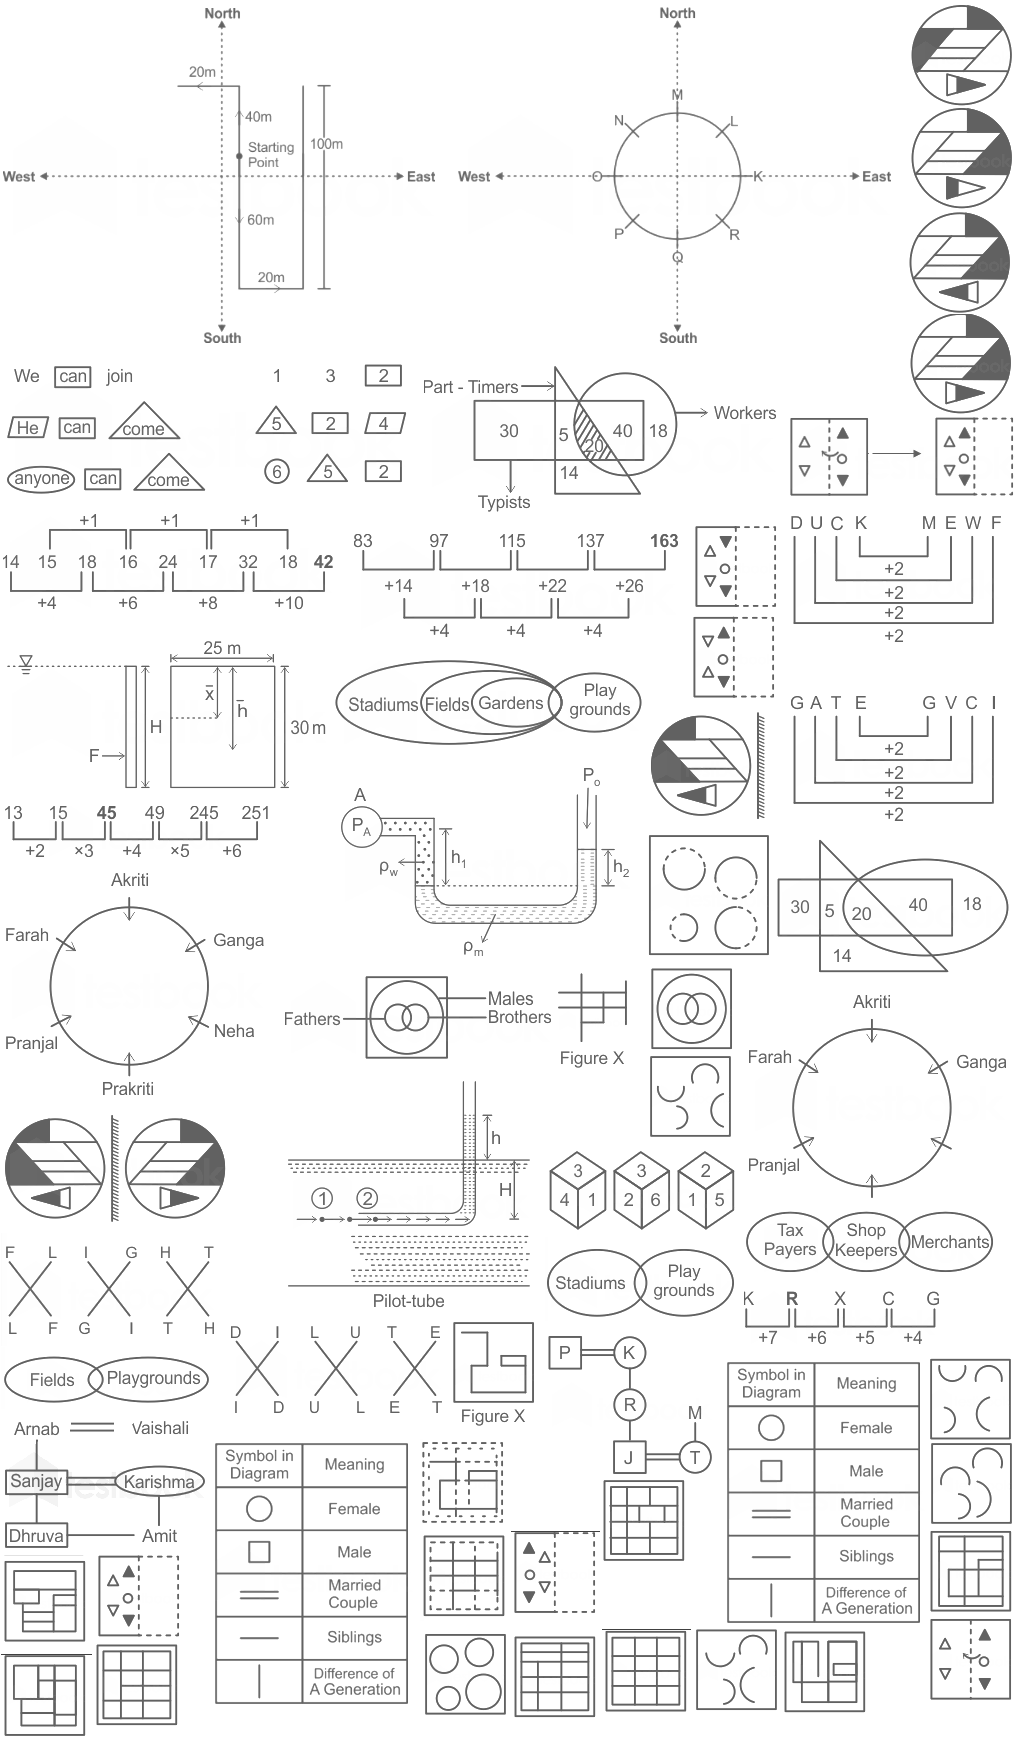 North
20m
40m
Starting
Point
100m
West
East
60m
20m
South
North
M
N
L
West
O
K
East
P
R
Q
South
We can join
He can come
anyone can come
1 3 2
5 2 4
6 5 2
Part - Timers
Workers
30 5 20 40 18
14
Typists
+1 +1 +1
14 15 18 16 24 17 32 18 42
+4 +6 +8 +10
83 97 115 137 163
+14 +18 +22 +26
+4 +4 +4
D U C K M E W F
+2
+2
+2
+2
25 m
x̄
h̄
H
30 m
F
Stadiums Fields Gardens
Play
grounds
G A T E G V C I
+2
+2
+2
+2
13 15 45 49 245 251
+2 ×3 +4 ×5 +6
A
PA
Po
h1
h2
ρw
ρm
30 5 20 40 18
14
Akriti
Farah
Ganga
Pranjal
Neha
Prakriti
Fathers
Males
Brothers
Figure X
Akriti
Farah
Ganga
Pranjal
h
H
1 2
Pilot-tube
3
4 1
3
2 6
2
1 5
Tax
Payers
Shop
Keepers
Merchants
Stadiums
Play
grounds
K R X C G
+7 +6 +5 +4
F L I G H T
L F G I T H
D I L U T E
I D U L E T
Figure X
P K
R
M
J T
Fields Playgrounds
Arnab Vaishali
Sanjay Karishma
Dhruva Amit
Symbol in
Diagram
Meaning
Female
Male
Married
Couple
Siblings
Difference of
A Generation
Symbol in
Diagram
Meaning
Female
Male
Married
Couple
Siblings
Difference of
A Generation